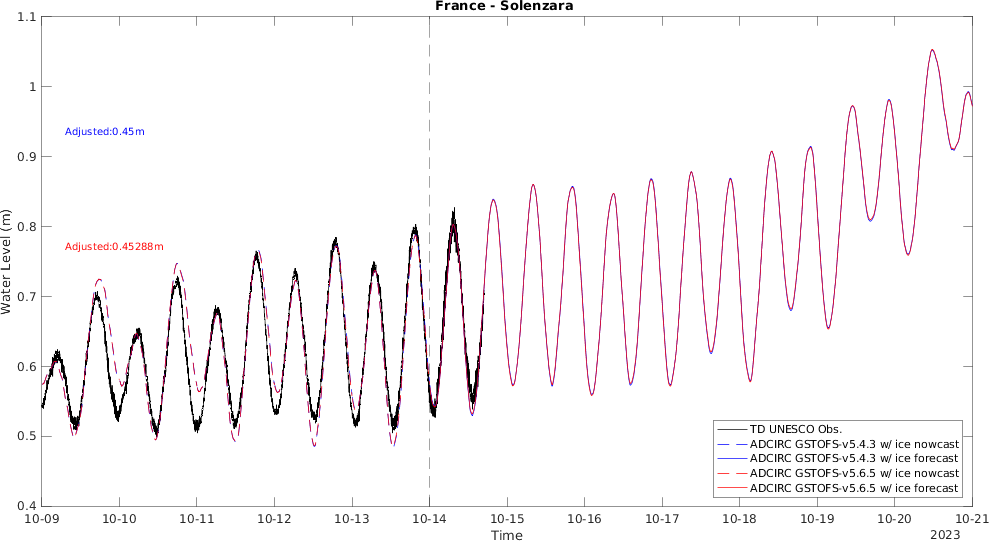 France - Solenzara
1.1
1
0.9
0.8
0.7
0.6
0.5
0.4
Water Level (m)
Adjusted:0.45m
Adjusted:0.45288m
TD UNESCO Obs.
ADCIRC GSTOFS-v5.4.3 w/ ice nowcast
ADCIRC GSTOFS-v5.4.3 w/ ice forecast
ADCIRC GSTOFS-v5.6.5 w/ ice nowcast
ADCIRC GSTOFS-v5.6.5 w/ ice forecast
10-09 10-10 10-11 10-12 10-13 10-14 10-15 10-16 10-17 10-18 10-19 10-20 10-21
Time
2023